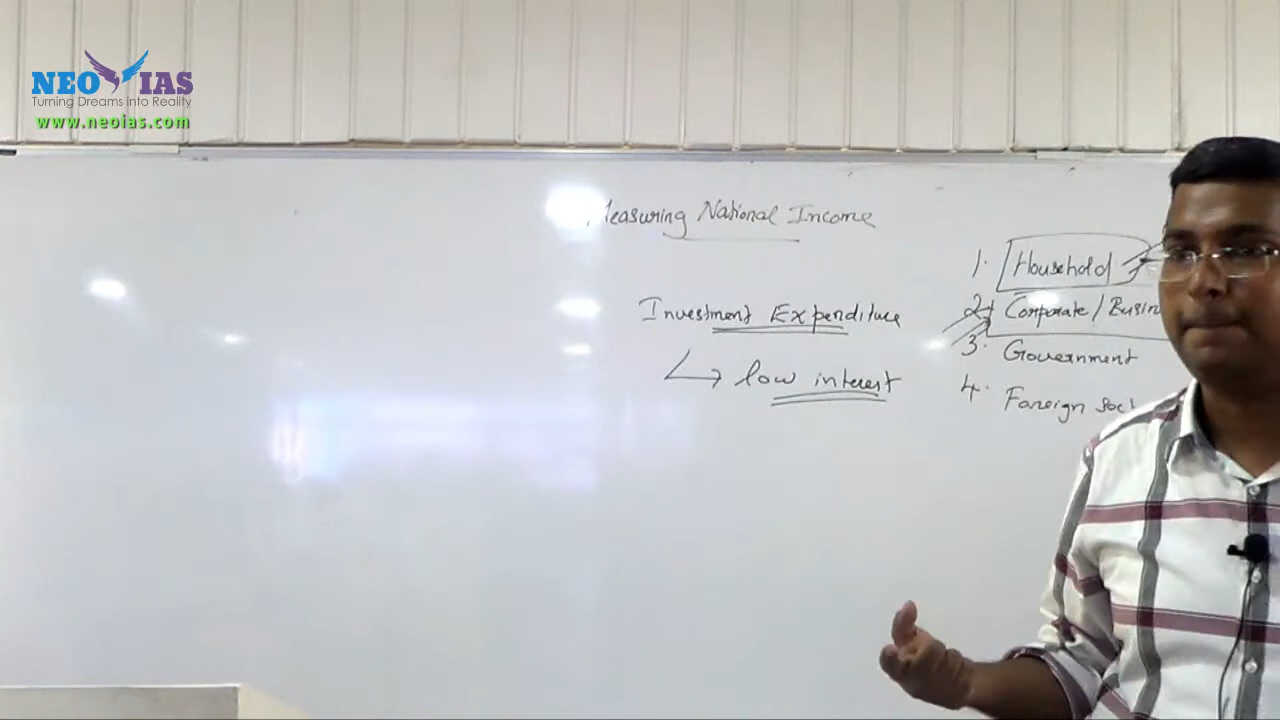 NEO IAS
Turning Dreams into Reality
www.neoias.com
Measuring National Income
Investment Expenditure
↳ low interest
1. Household
2. Corporate / Busin
3. Government
4. Foreign